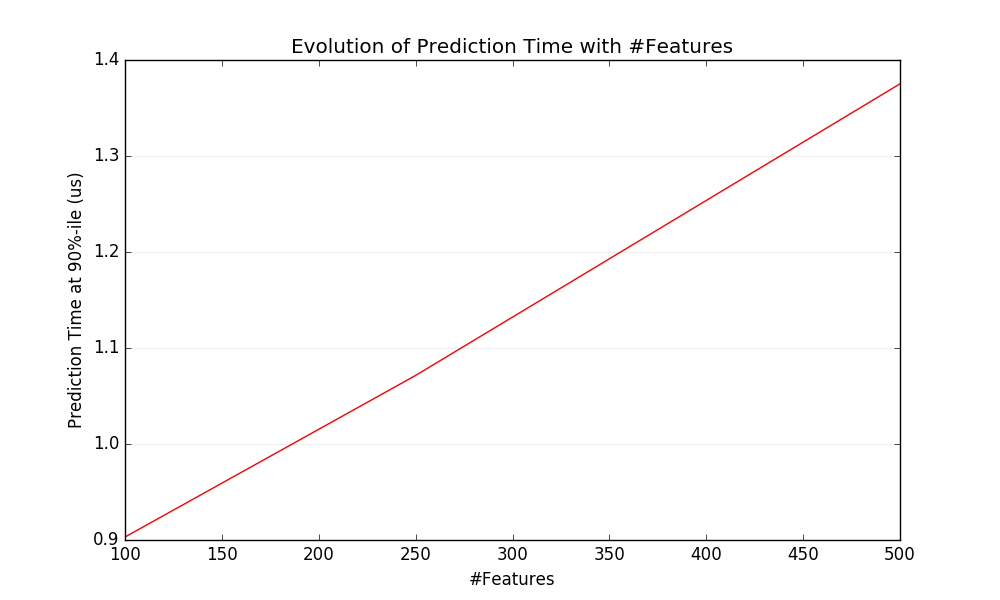 Evolution of Prediction Time with #Features
Prediction Time at 90%-ile (us)
1.4
1.3
1.2
1.1
1.0
0.9
100 150 200 250 300 350 400 450 500
#Features